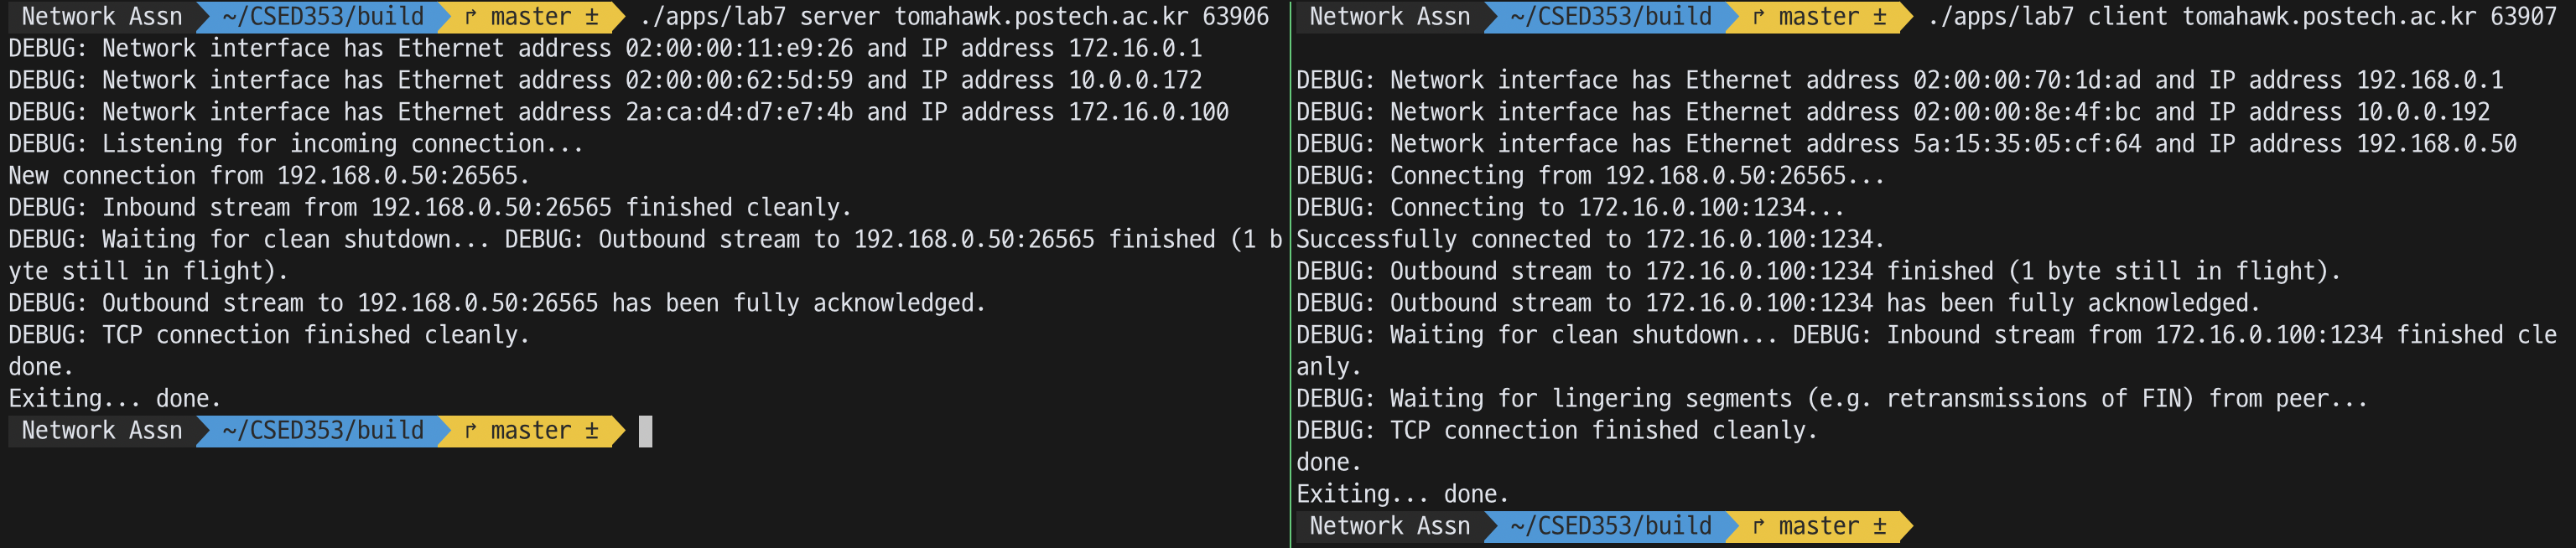 Network Assn ~/CSED353/build ↱ master ± ./apps/lab7 server tomahawk.postech.ac.kr 63906
DEBUG: Network interface has Ethernet address 02:00:00:11:e9:26 and IP address 172.16.0.1
DEBUG: Network interface has Ethernet address 02:00:00:62:5d:59 and IP address 10.0.0.172
DEBUG: Network interface has Ethernet address 2a:ca:d4:d7:e7:4b and IP address 172.16.0.100
DEBUG: Listening for incoming connection...
New connection from 192.168.0.50:26565.
DEBUG: Inbound stream from 192.168.0.50:26565 finished cleanly.
DEBUG: Waiting for clean shutdown... DEBUG: Outbound stream to 192.168.0.50:26565 finished (1 b
yte still in flight).
DEBUG: Outbound stream to 192.168.0.50:26565 has been fully acknowledged.
DEBUG: TCP connection finished cleanly.
done.
Exiting... done.
Network Assn ~/CSED353/build ↱ master ±
Network Assn ~/CSED353/build ↱ master ± ./apps/lab7 client tomahawk.postech.ac.kr 63907
DEBUG: Network interface has Ethernet address 02:00:00:70:1d:ad and IP address 192.168.0.1
DEBUG: Network interface has Ethernet address 02:00:00:8e:4f:bc and IP address 10.0.0.192
DEBUG: Network interface has Ethernet address 5a:15:35:05:cf:64 and IP address 192.168.0.50
DEBUG: Connecting from 192.168.0.50:26565...
DEBUG: Connecting to 172.16.0.100:1234...
Successfully connected to 172.16.0.100:1234.
DEBUG: Outbound stream to 172.16.0.100:1234 finished (1 byte still in flight).
DEBUG: Outbound stream to 172.16.0.100:1234 has been fully acknowledged.
DEBUG: Waiting for clean shutdown... DEBUG: Inbound stream from 172.16.0.100:1234 finished cle
anly.
DEBUG: Waiting for lingering segments (e.g. retransmissions of FIN) from peer...
DEBUG: TCP connection finished cleanly.
done.
Exiting... done.
Network Assn ~/CSED353/build ↱ master ±